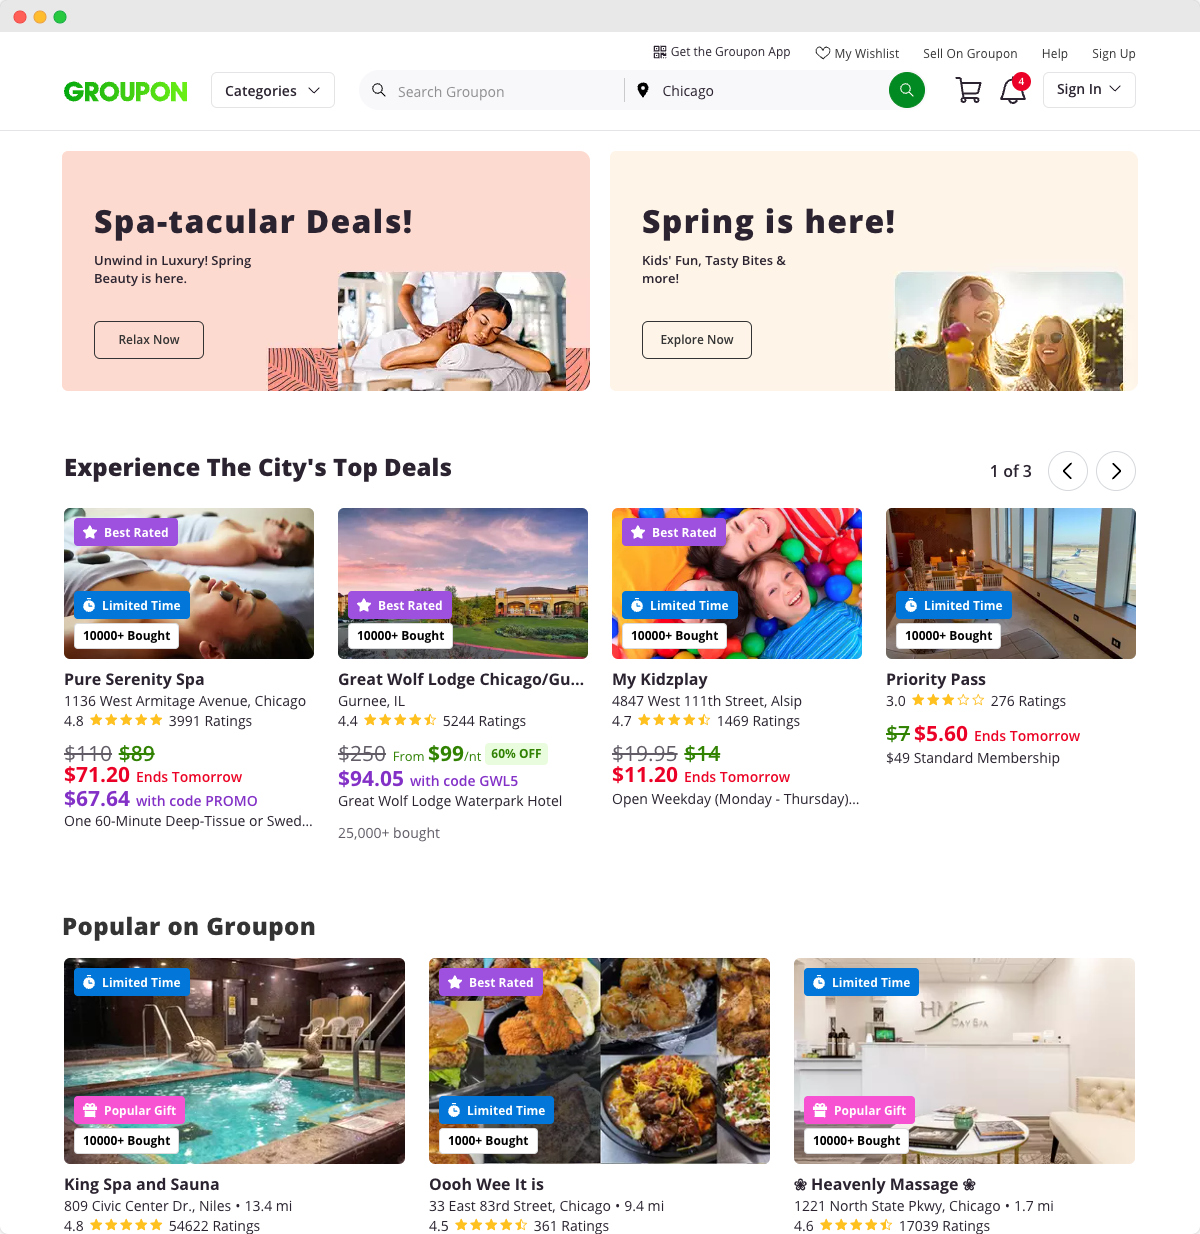 Get the Groupon App
My Wishlist
Sell On Groupon
Help
Sign Up
GROUPON
Categories
Search Groupon
Chicago
4
Sign In
Spa-tacular Deals!
Unwind in Luxury! Spring
Beauty is here.
Relax Now
Spring is here!
Kids' Fun, Tasty Bites &
more!
Explore Now
Experience The City's Top Deals
1 of 3
Best Rated
Limited Time
10000+ Bought
Pure Serenity Spa
1136 West Armitage Avenue, Chicago
4.8 3991 Ratings
$110 $89
$71.20 Ends Tomorrow
$67.64 with code PROMO
One 60-Minute Deep-Tissue or Swed...
Best Rated
10000+ Bought
Great Wolf Lodge Chicago/Gu...
Gurnee, IL
4.4 5244 Ratings
$250 From $99/nt 60% OFF
$94.05 with code GWL5
Great Wolf Lodge Waterpark Hotel
25,000+ bought
Best Rated
Limited Time
10000+ Bought
My Kidzplay
4847 West 111th Street, Alsip
4.7 1469 Ratings
$19.95 $14
$11.20 Ends Tomorrow
Open Weekday (Monday - Thursday)...
Limited Time
10000+ Bought
Priority Pass
3.0 276 Ratings
$7 $5.60 Ends Tomorrow
$49 Standard Membership
Popular on Groupon
Limited Time
Popular Gift
10000+ Bought
King Spa and Sauna
809 Civic Center Dr., Niles • 13.4 mi
4.8 54622 Ratings
Best Rated
Limited Time
1000+ Bought
Oooh Wee It is
33 East 83rd Street, Chicago • 9.4 mi
4.5 361 Ratings
Limited Time
HM
Day Spa
Popular Gift
10000+ Bought
❀ Heavenly Massage ❀
1221 North State Pkwy, Chicago • 1.7 mi
4.6 17039 Ratings